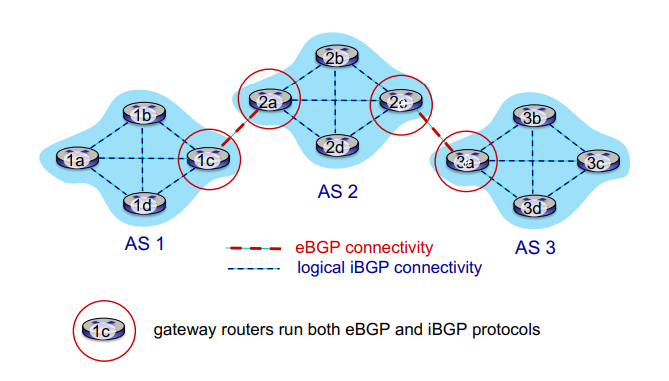 2b
2a
2c
2d
1b
1a
1c
1d
3b
3a
3c
3d
AS 2
AS 1
AS 3
eBGP connectivity
logical iBGP connectivity
1c
gateway routers run both eBGP and iBGP protocols